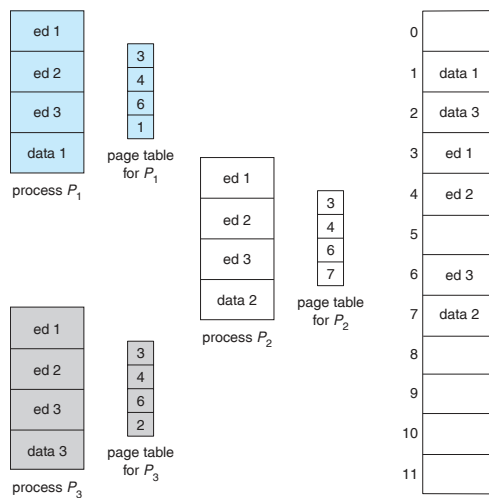 ed 1
ed 2
ed 3
data 1
process P1
3
4
6
1
page table
for P1
ed 1
ed 2
ed 3
data 2
process P2
3
4
6
7
page table
for P2
ed 1
ed 2
ed 3
data 3
process P3
3
4
6
2
page table
for P3
0
1 data 1
2 data 3
3 ed 1
4 ed 2
5
6 ed 3
7 data 2
8
9
10
11